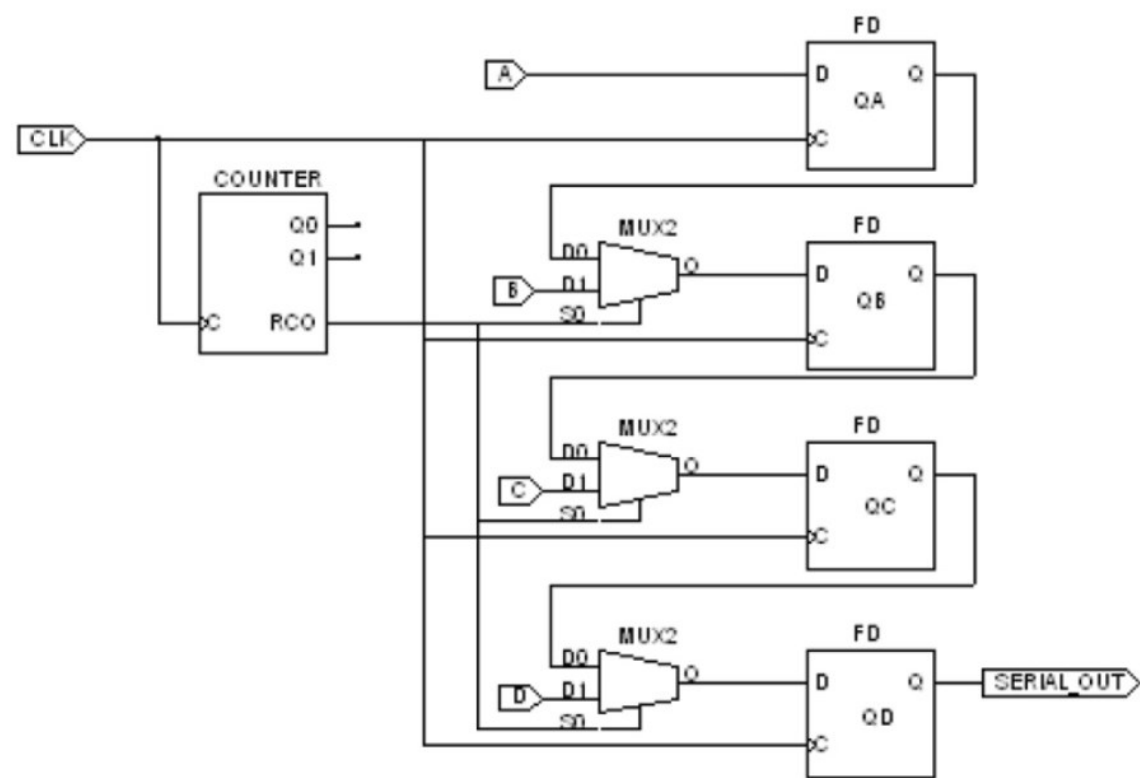 FD
A
D
Q
QA
C
CLK
COUNTER
Q0
Q1
C
RCO
MUX2
D0
B
D1
S0
O
FD
D
Q
QB
C
MUX2
D0
C
D1
S0
O
FD
D
Q
QC
C
MUX2
D0
D
D1
S0
O
FD
D
Q
QD
C
SERIAL_OUT